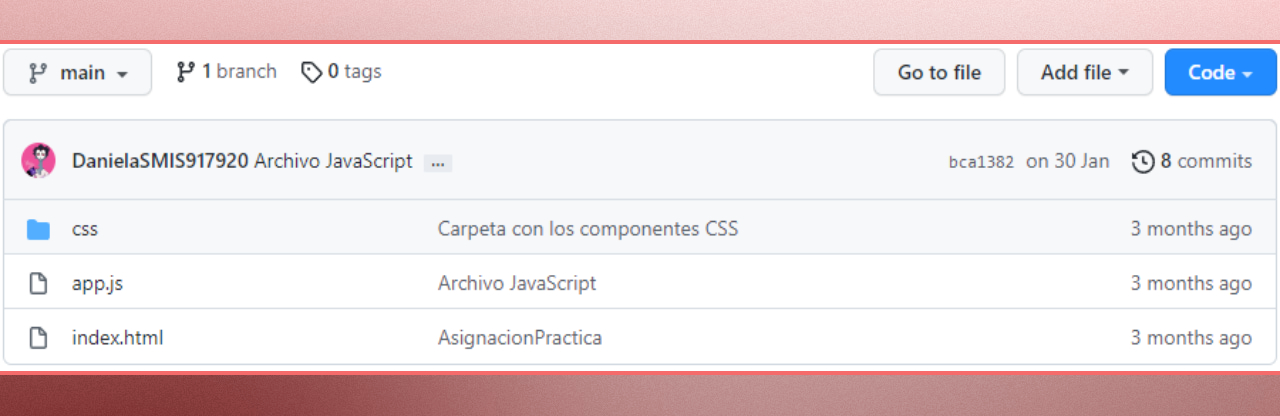 main 1 branch 0 tags Go to file Add file Code
DanielaSMIS917920 Archivo JavaScript ... bca1382 on 30 Jan 8 commits
css Carpeta con los componentes CSS 3 months ago
app.js Archivo JavaScript 3 months ago
index.html AsignacionPractica 3 months ago